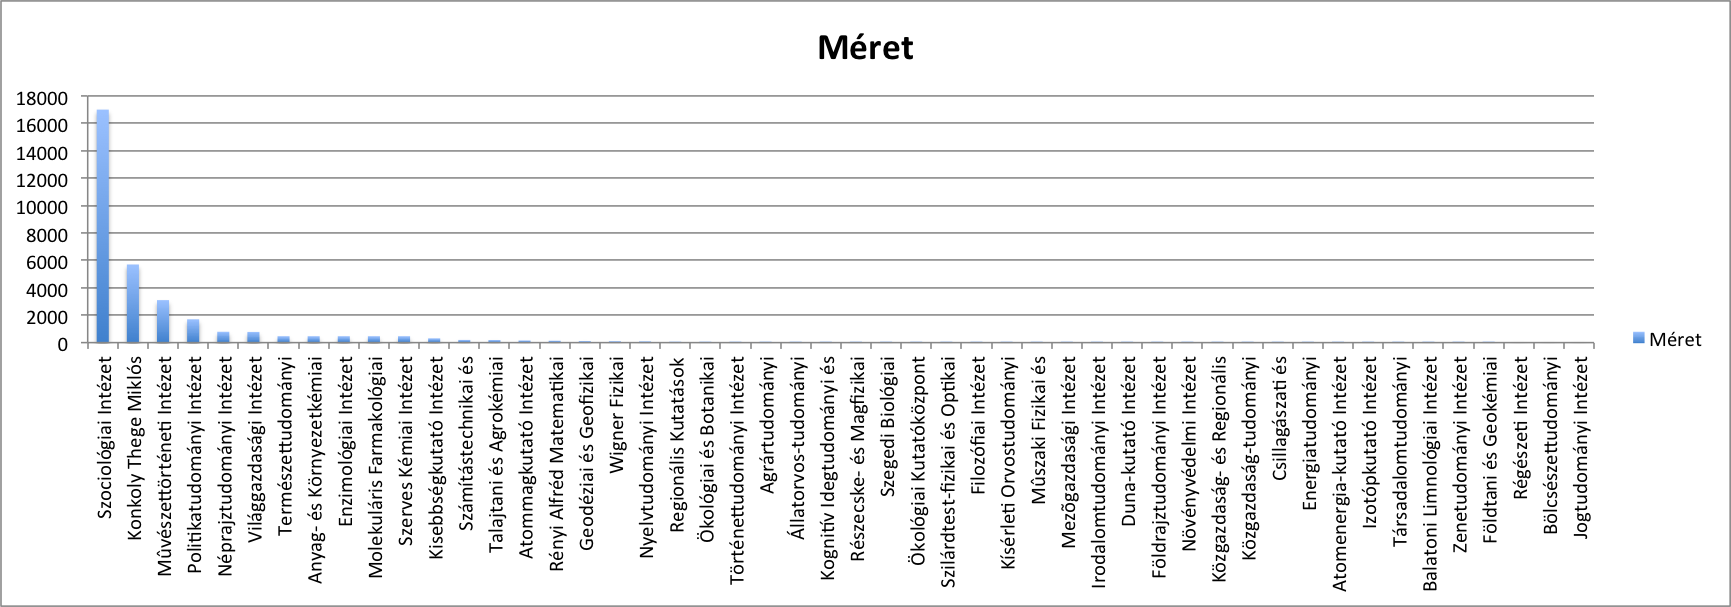 Méret
18000
16000
14000
12000
10000
8000
6000
4000
2000
0
Szociológiai Intézet
Konkoly Thege Miklós
Mûvészettörténeti Intézet
Politikatudományi Intézet
Néprajztudományi Intézet
Világgazdasági Intézet
Természettudományi
Anyag- és Környezetkémiai
Enzimológiai Intézet
Molekuláris Farmakológiai
Szerves Kémiai Intézet
Kisebbségkutató Intézet
Számítástechnikai és
Talajtani és Agrokémiai
Atommagkutató Intézet
Rényi Alfréd Matematikai
Geodéziai és Geofizikai
Wigner Fizikai
Nyelvtudományi Intézet
Regionális Kutatások
Ökológiai és Botanikai
Történettudományi Intézet
Agrártudományi
Állatorvos-tudományi
Kognitív Idegtudományi és
Részecske- és Magfizikai
Szegedi Biológiai
Ökológiai Kutatóközpont
Szilárdtest-fizikai és Optikai
Filozófiai Intézet
Kísérleti Orvostudományi
Mûszaki Fizikai és
Mezõgazdasági Intézet
Irodalomtudományi Intézet
Duna-kutató Intézet
Földrajztudományi Intézet
Növényvédelmi Intézet
Közgazdaság- és Regionális
Közgazdaság-tudományi
Csillagászati és
Energiatudományi
Atomenergia-kutató Intézet
Izotópkutató Intézet
Társadalomtudományi
Balatoni Limnológiai Intézet
Zenetudományi Intézet
Földtani és Geokémiai
Régészeti Intézet
Bölcsészettudományi
Jogtudományi Intézet
Méret